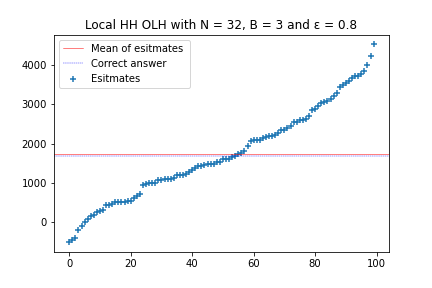 Local HH OLH with N = 32, B = 3 and ε = 0.8
Mean of esitmates
Correct answer
Esitmates
4000
3000
2000
1000
0
0
20
40
60
80
100